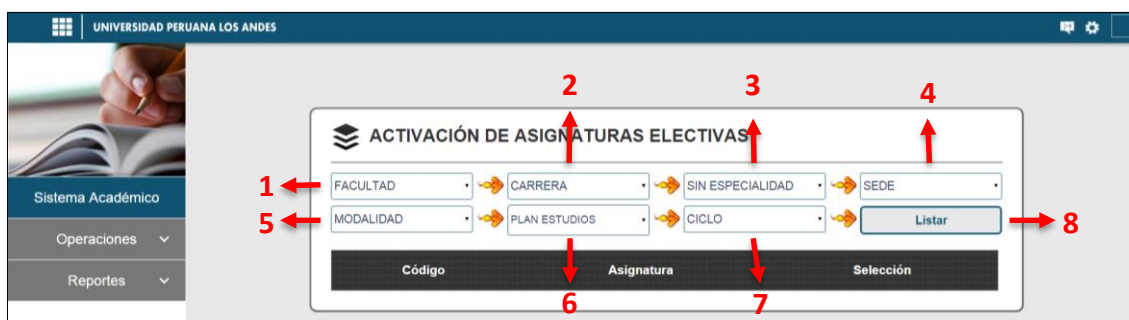 UNIVERSIDAD PERUANA LOS ANDES
2 3 4
ACTIVACIÓN DE ASIGNATURAS ELECTIVAS
1 FACULTAD CARRERA SIN ESPECIALIDAD SEDE
Sistema Académico
5 MODALIDAD PLAN ESTUDIOS CICLO Listar 8
Operaciones
Código Asignatura Selección
Reportes
6 7